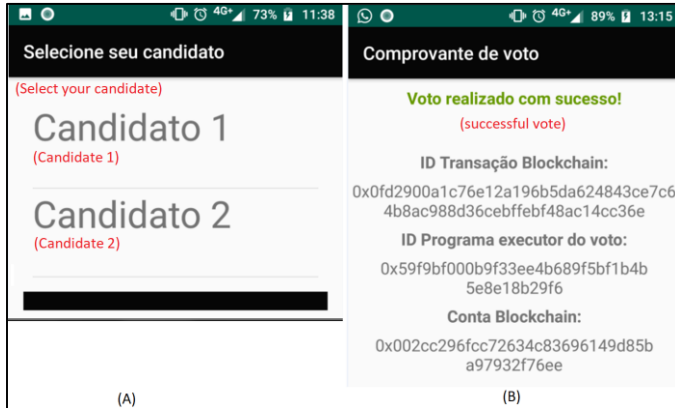 4G+ 73% 11:38
Selecione seu candidato
(Select your candidate)
Candidato 1
(Candidate 1)
Candidato 2
(Candidate 2)
(A)
4G+ 89% 13:15
Comprovante de voto
Voto realizado com sucesso!
(successful vote)
ID Transação Blockchain:
0x0fd2900a1c76e12a196b5da624843ce7c6
4b8ac988d36cebffebf48ac14cc36e
ID Programa executor do voto:
0x59f9bf000b9f33ee4b689f5bf1b4b
5e8e18b29f6
Conta Blockchain:
0x002cc296fcc72634c83696149d85b
a97932f76ee
(B)